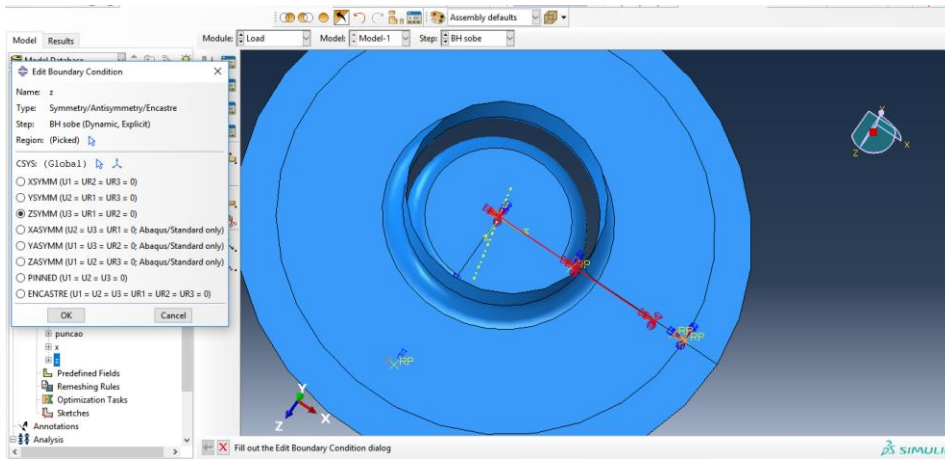 Assembly defaults
Model Results
Module: Load Model: Model-1 Step: BH sobe
Model Database
Edit Boundary Condition
Name: z
Type: Symmetry/Antisymmetry/Encastre
Step: BH sobe (Dynamic, Explicit)
Region: (Picked)
CSYS: (Global)
XSYMM (U1 = UR2 = UR3 = 0)
YSYMM (U2 = UR1 = UR3 = 0)
ZSYMM (U3 = UR1 = UR2 = 0)
XASYMM (U2 = U3 = UR1 = 0; Abaqus/Standard only)
YASYMM (U1 = U3 = UR2 = 0; Abaqus/Standard only)
ZASYMM (U1 = U2 = UR3 = 0; Abaqus/Standard only)
PINNED (U1 = U2 = U3 = 0)
ENCASTRE (U1 = U2 = U3 = UR1 = UR2 = UR3 = 0)
OK Cancel
puncao
x
z
Predefined Fields
Remeshing Rules
Optimization Tasks
Sketches
Annotations
Analysis
Y
Z
X
RP
RP
RP
RP
Y
Z
X
Fill out the Edit Boundary Condition dialog
SIMULI